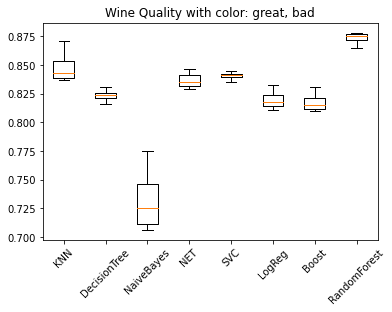 Wine Quality with color: great, bad
0.875
0.850
0.825
0.800
0.775
0.750
0.725
0.700
KNN
DecisionTree
NaiveBayes
NET
SVC
LogReg
Boost
RandomForest